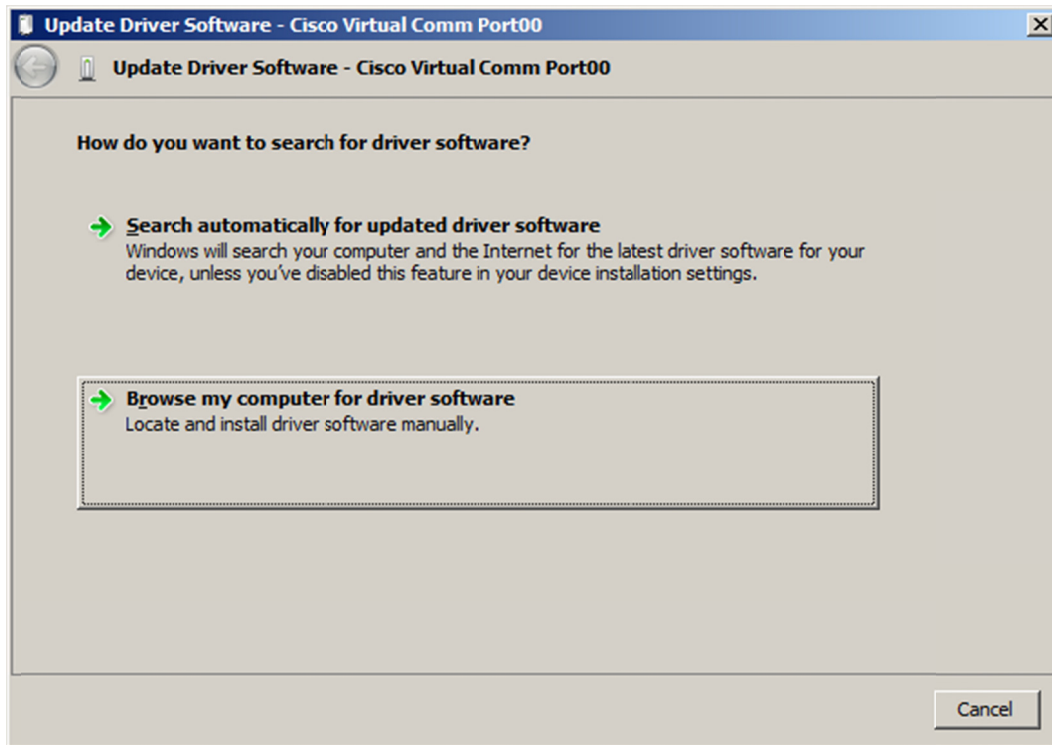 Update Driver Software - Cisco Virtual Comm Port00
Update Driver Software - Cisco Virtual Comm Port00
How do you want to search for driver software?
Search automatically for updated driver software
Windows will search your computer and the Internet for the latest driver software for your
device, unless you've disabled this feature in your device installation settings.
Browse my computer for driver software
Locate and install driver software manually.
Cancel